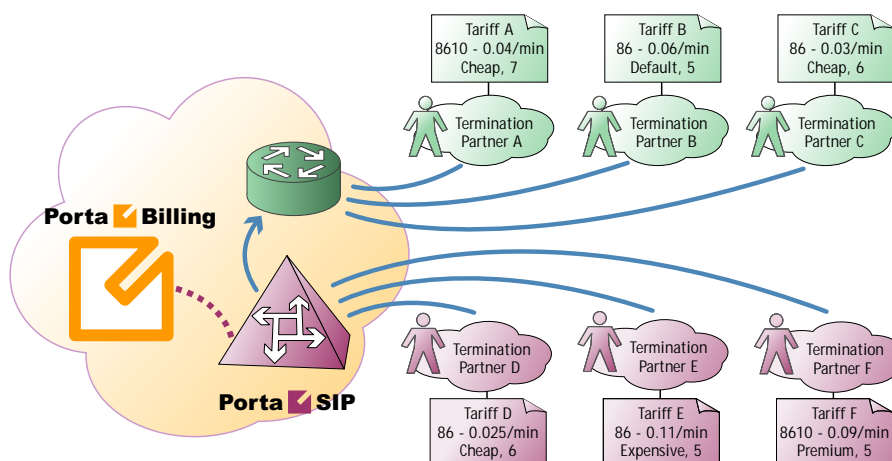 Tariff A
8610 - 0.04/min
Cheap, 7
Tariff B
86 - 0.06/min
Default, 5
Tariff C
86 - 0.03/min
Cheap, 6
Termination
Partner A
Termination
Partner B
Termination
Partner C
Porta Billing
Porta SIP
Termination
Partner D
Termination
Partner E
Termination
Partner F
Tariff D
86 - 0.025/min
Cheap, 6
Tariff E
86 - 0.11/min
Expensive, 5
Tariff F
8610 - 0.09/min
Premium, 5